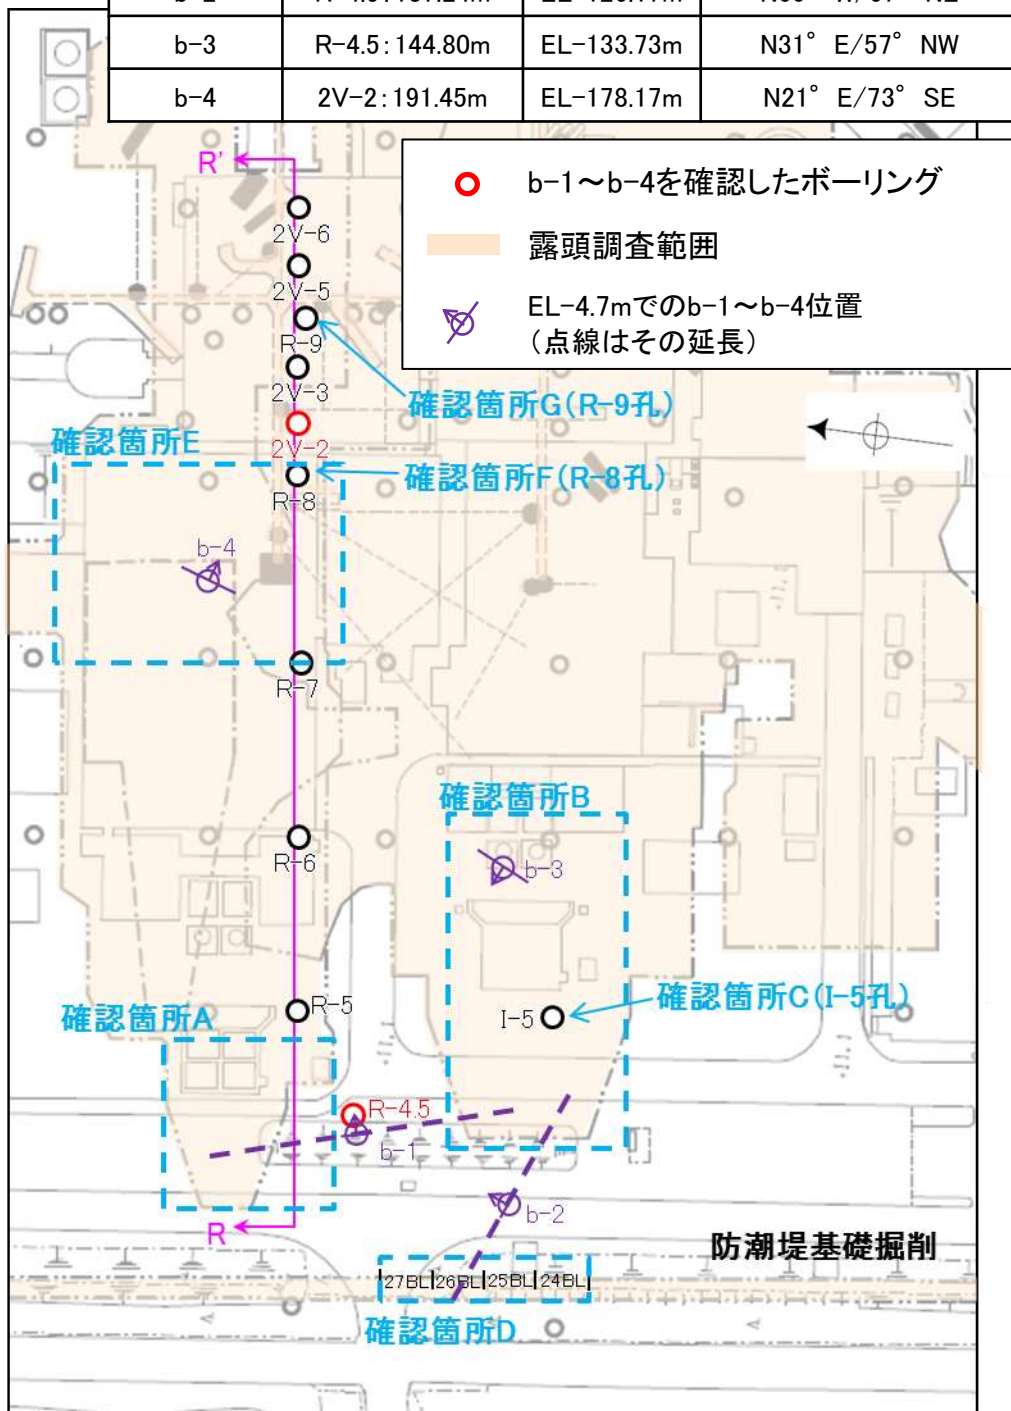 b-3 R-4.5：144.80m EL-133.73m N31° E/57° NW
b-4 2V-2：191.45m EL-178.17m N21° E/73° SE
b-1～b-4を確認したボーリング
露頭調査範囲
EL-4.7mでのb-1～b-4位置
（点線はその延長）
R'
2V-6
2V-5
R-9
2V-3
確認箇所G(R-9孔)
2V-2
確認箇所E
確認箇所F(R-8孔)
R-8
b-4
R-7
確認箇所B
R-6
b-3
R-5
確認箇所C(I-5孔)
I-5
確認箇所A
R-4.5
b-1
b-2
R
防潮堤基礎掘削
27BL 26BL 25BL 24BL
確認箇所D